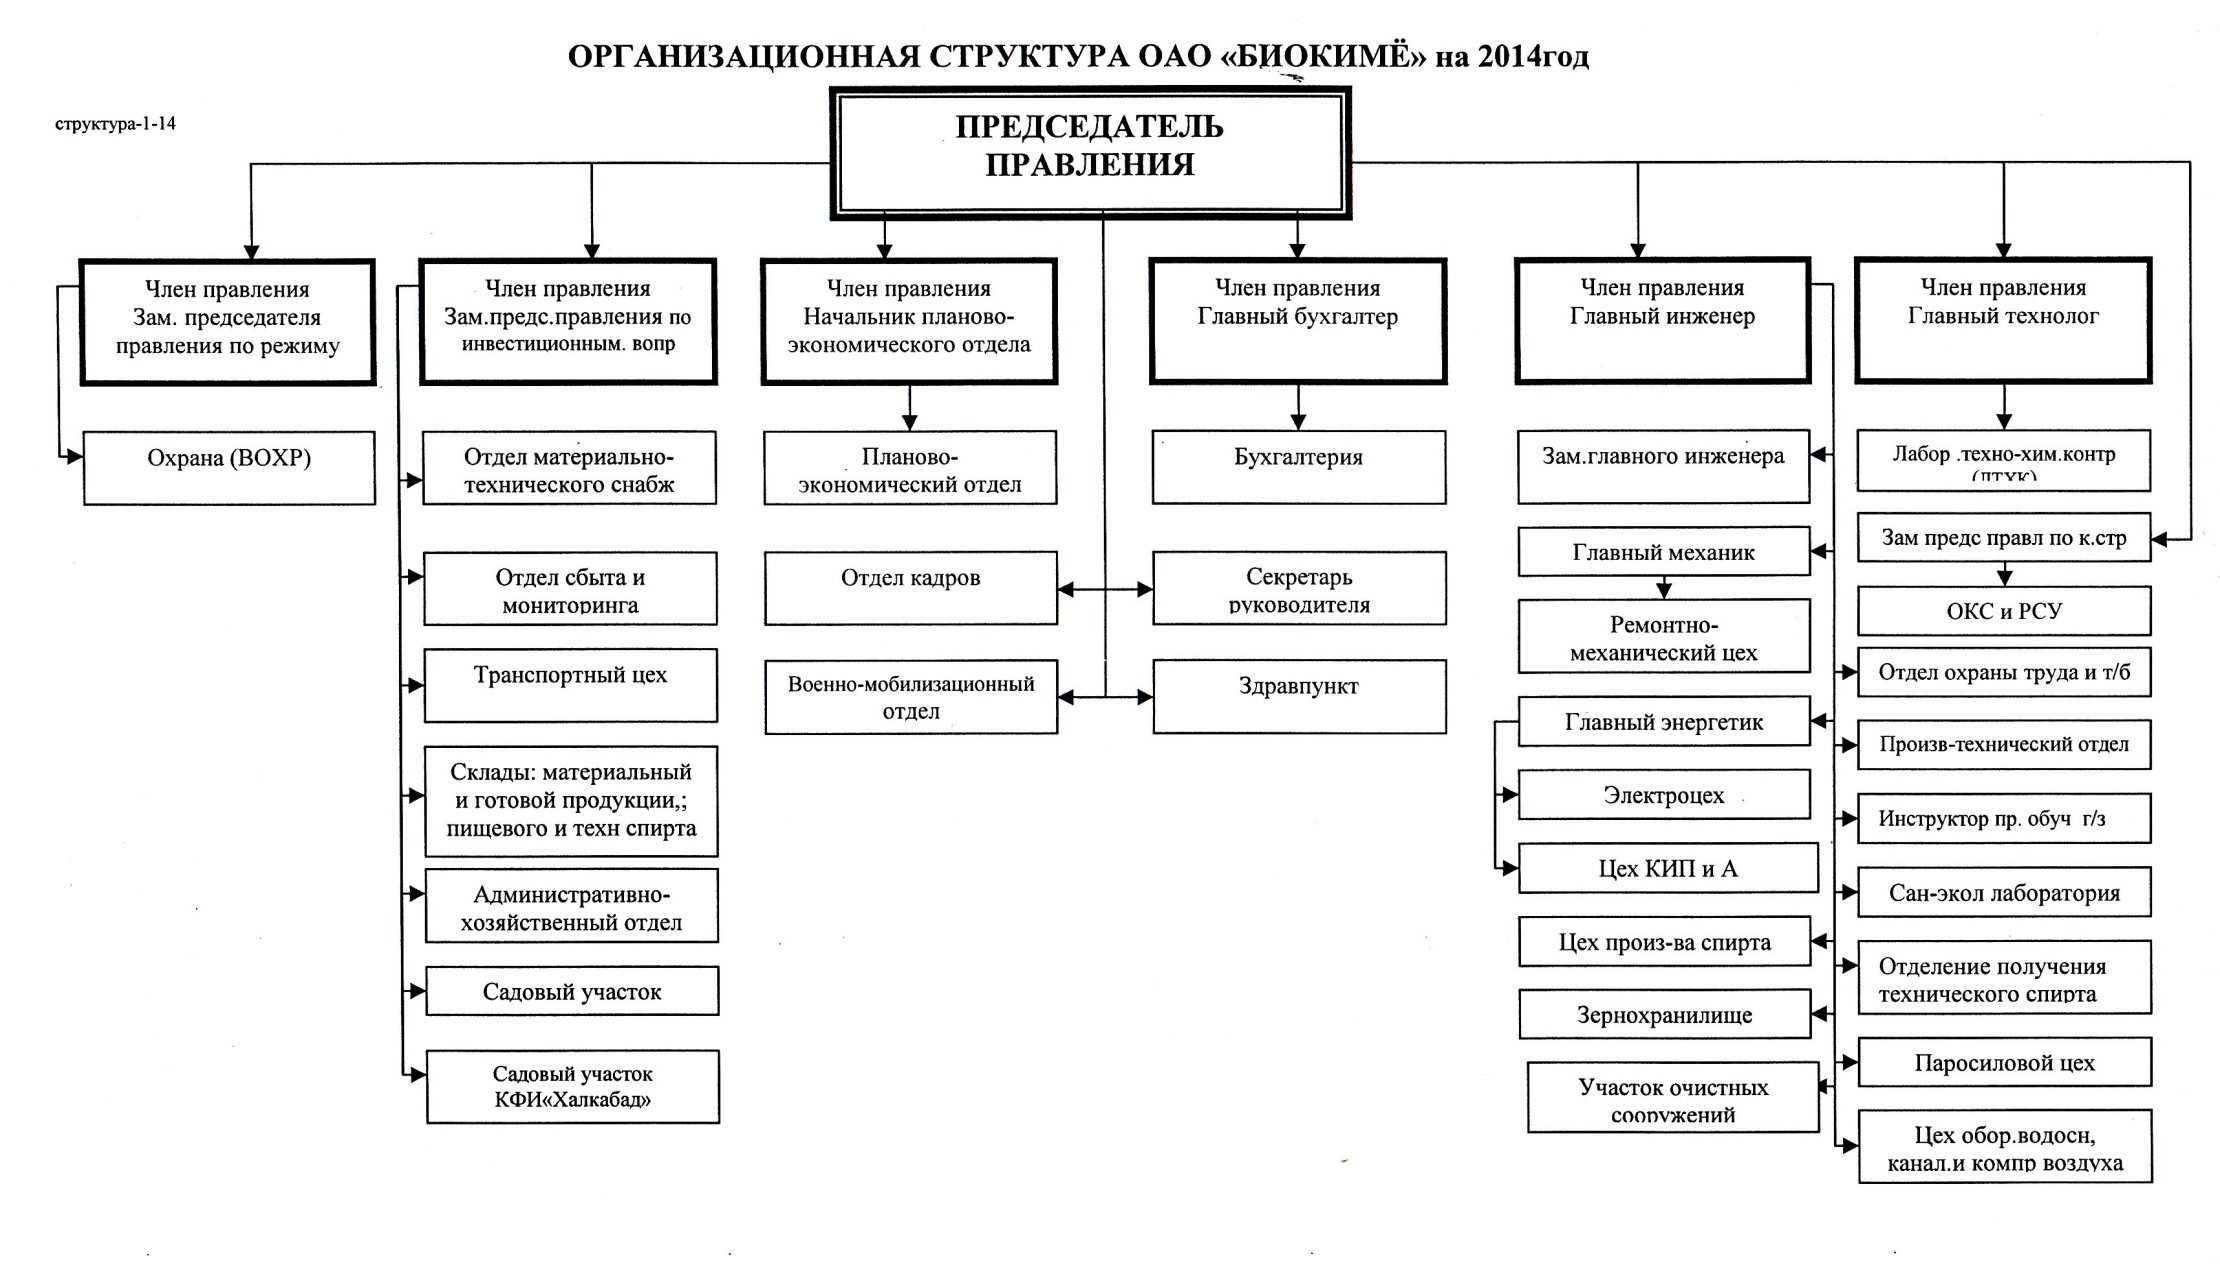 ОРГАНИЗАЦИОННАЯ СТРУКТУРА ОАО «БИОКИМЁ» на 2014год
структура-1-14
ПРЕДСЕДАТЕЛЬ
ПРАВЛЕНИЯ
Член правления
Зам. председателя
правления по режиму
Член правления
Зам.предс.правления по
инвестиционным. вопр
Член правления
Начальник планово-
экономического отдела
Член правления
Главный бухгалтер
Член правления
Главный инженер
Член правления
Главный технолог
Охрана (ВОХР)
Отдел материально-
технического снабж
Отдел сбыта и
мониторинга
Транспортный цех
Склады: материальный
и готовой продукции,;
пищевого и техн спирта
Административно-
хозяйственный отдел
Садовый участок
Садовый участок
КФИ«Халкабад»
Планово-
экономический отдел
Отдел кадров
Военно-мобилизационный
отдел
Бухгалтерия
Секретарь
руководителя
Здравпункт
Зам.главного инженера
Главный механик
Ремонтно-
механический цех
Главный энергетик
Электроцех
Цех КИП и А
Цех произ-ва спирта
Зернохранилище
Участок очистных
сооружений
Лабор .техно-хим.контр
(ЛТХК)
Зам предс правл по к.стр
ОКС и РСУ
Отдел охраны труда и т/б
Произв-технический отдел
Инструктор пр. обуч г/з
Сан-экол лаборатория
Отделение получения
технического спирта
Паросиловой цех
Цех обор.водосн,
канал.и компр воздуха